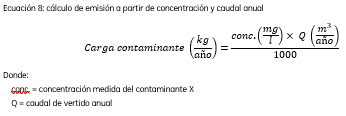 Ecuación 8: cálculo de emisión a partir de concentración y caudal anual
Carga contaminante (kg/año) = conc.(mg/l) × Q (m³/año) / 1000
Donde:
conc. = concentración medida del contaminante X
Q = caudal de vertido anual